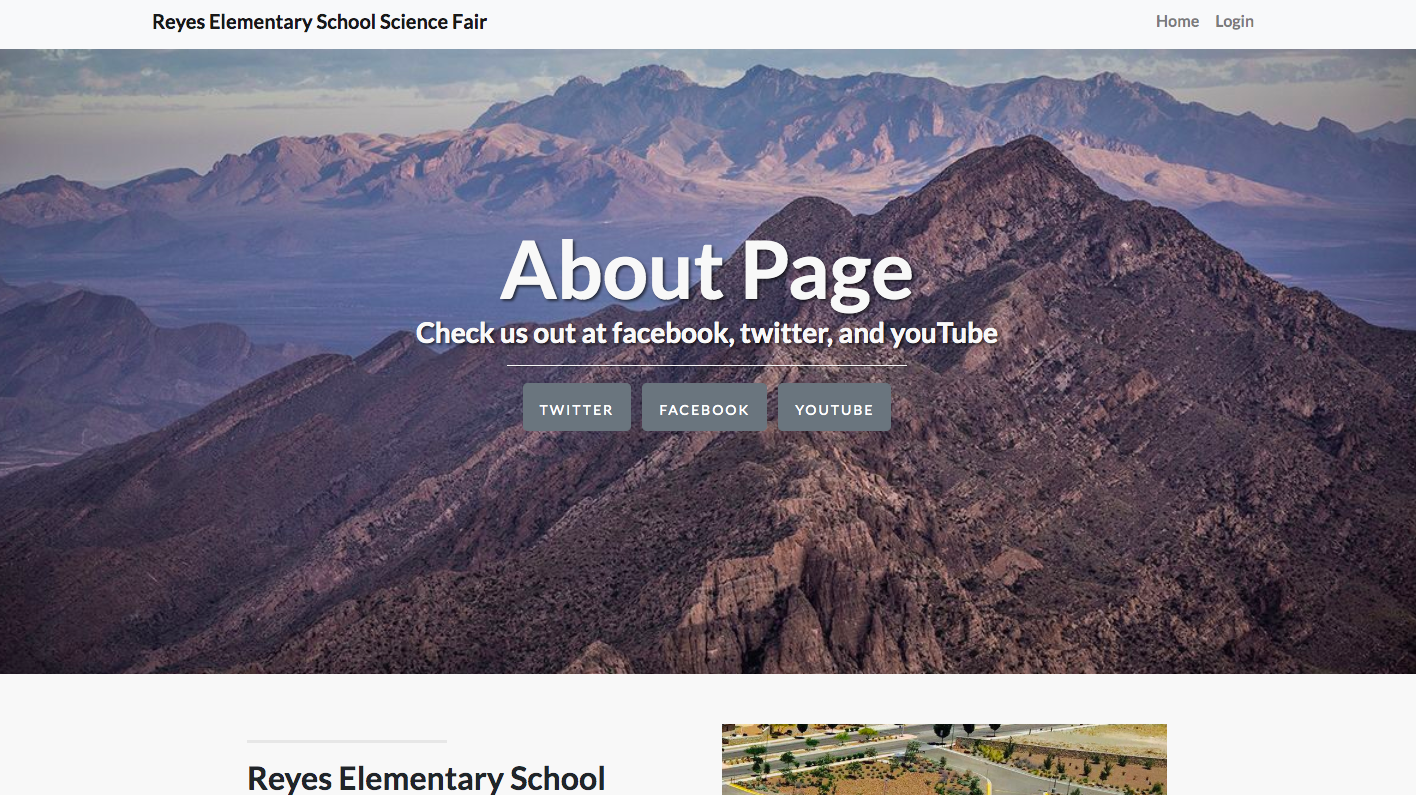 Reyes Elementary School Science Fair
Home Login
About Page
Check us out at facebook, twitter, and youTube
TWITTER FACEBOOK YOUTUBE
Reyes Elementary School